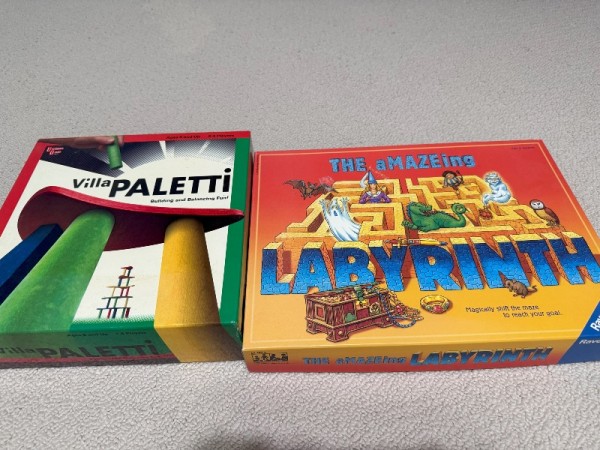 Villa PALETTI
Building and Balancing Fun!
Villa PALETTI
THE aMAZEing
LABYRINTH
Magically shift the maze
to reach your goal.
THE aMAZEing LABYRINTH